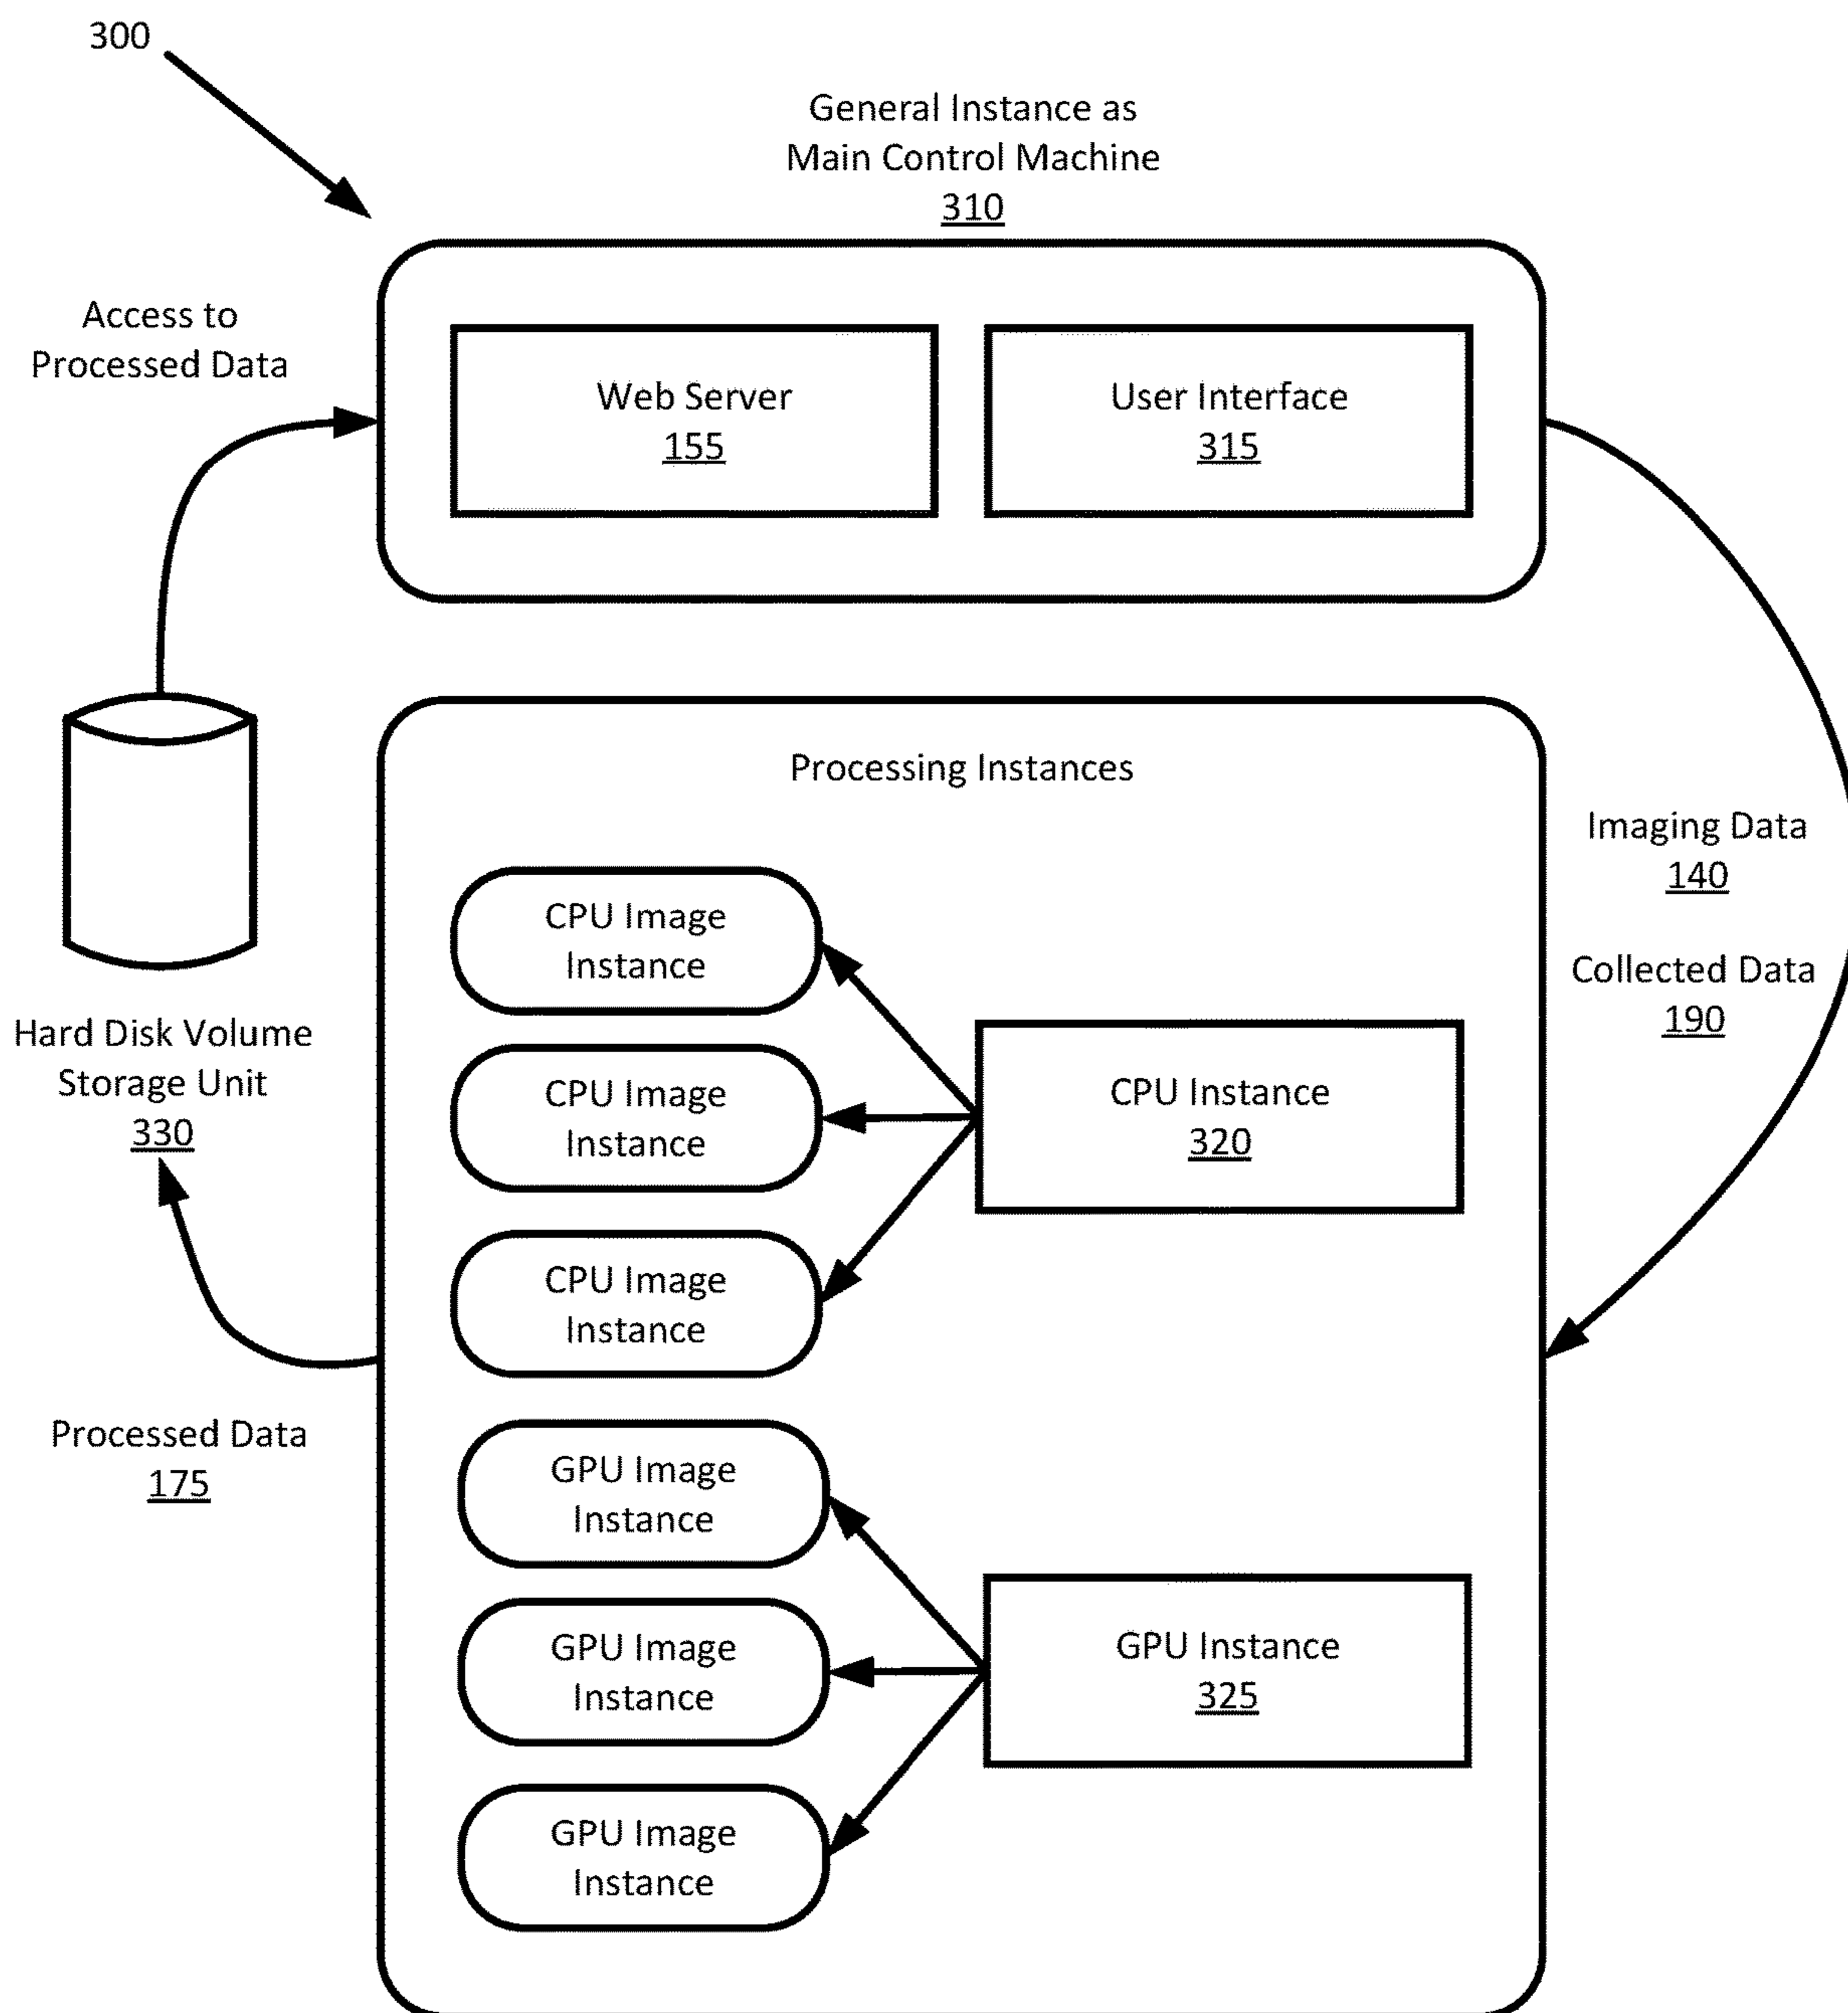 300
General Instance as
Main Control Machine
310
Access to
Processed Data
Web Server
155
User Interface
315
Processing Instances
Imaging Data
140
Collected Data
190
CPU Image
Instance
CPU Image
Instance
CPU Image
Instance
CPU Instance
320
Hard Disk Volume
Storage Unit
330
Processed Data
175
GPU Image
Instance
GPU Image
Instance
GPU Image
Instance
GPU Instance
325